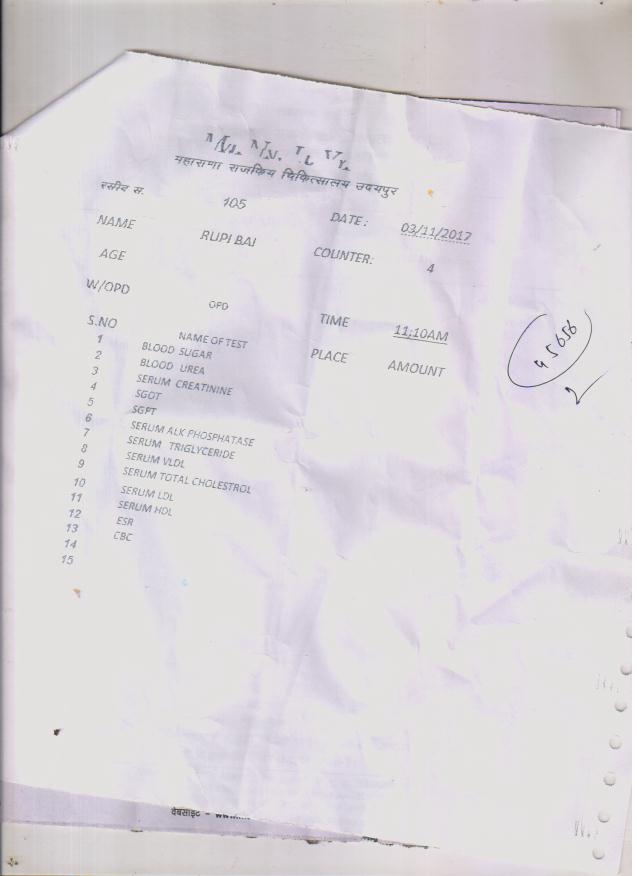 महाराणा राजकिय चिकित्सालय उदयपुर
रसीद स. 105 DATE: 03/11/2017
NAME RUPI BAI COUNTER: 4
AGE
W/OPD OPD TIME 11:10AM
S.NO NAME OF TEST PLACE AMOUNT
1 BLOOD SUGAR
2 BLOOD UREA
3 SERUM CREATININE
4 SGOT
5 SGPT
6 SERUM ALK PHOSPHATASE
7 SERUM TRIGLYCERIDE
8 SERUM VLDL
9 SERUM TOTAL CHOLESTROL
10 SERUM LDL
11 SERUM HDL
12 ESR
13 CBC
14
15
45656
2
वेबसाइट -